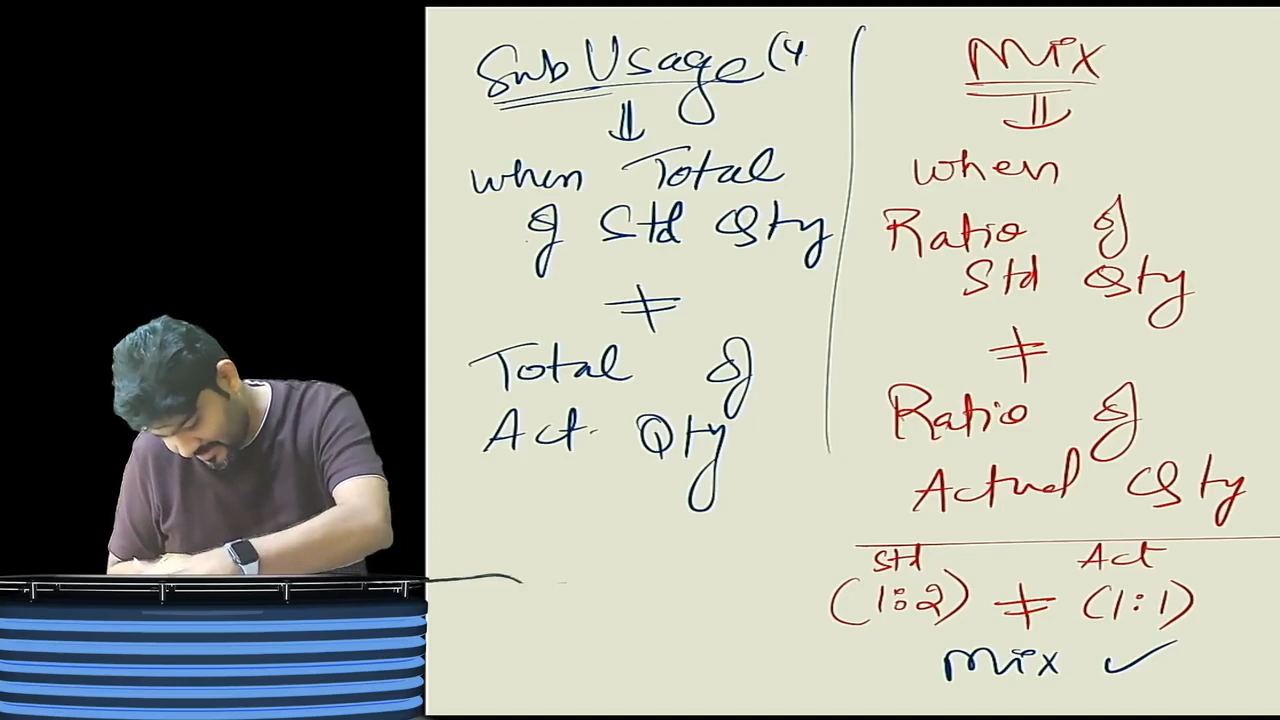 Sub Usage (Y
when Total
of Std Qty
≠
Total of
Act. Qty
Mix
when
Ratio of
Std Qty
≠
Ratio of
Actual Qty
Std Act
(1:2) ≠ (1:1)
Mix ✓